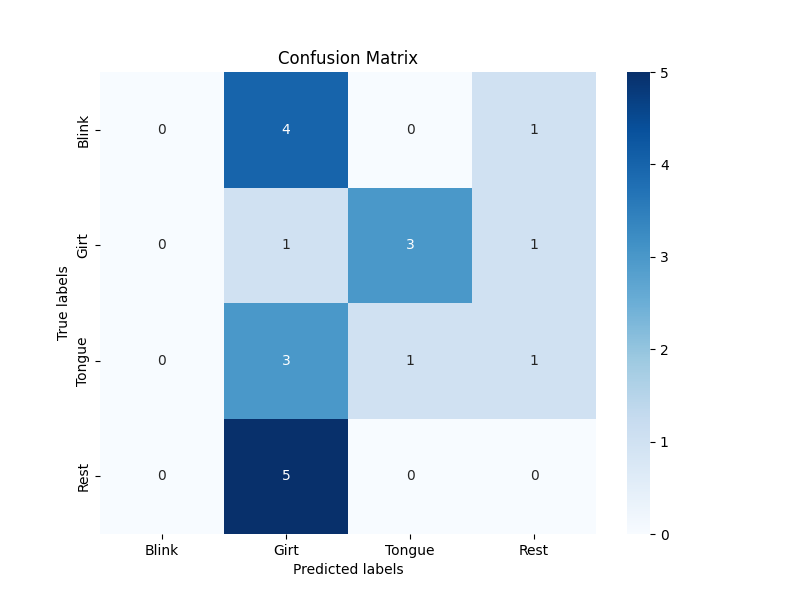 Confusion Matrix
True labels
Blink
0 4 0 1
Girt
0 1 3 1
Tongue
0 3 1 1
Rest
0 5 0 0
Blink Girt Tongue Rest
Predicted labels
5
4
3
2
1
0